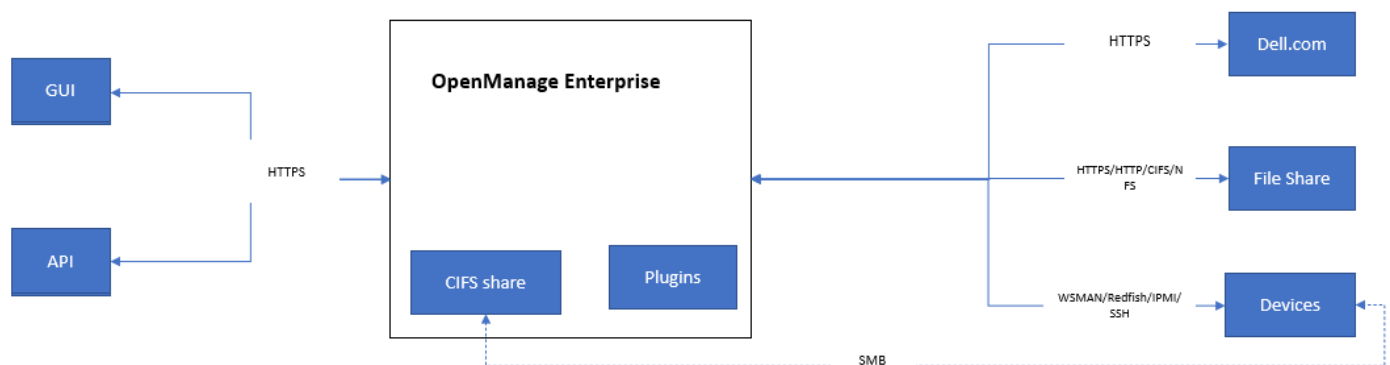 HTTPS
Dell.com
OpenManage Enterprise
GUI
HTTPS
HTTPS/HTTP/CIFS/N
FS
File Share
API
CIFS share
Plugins
WSMAN/Redfish/IPMI/
SSH
Devices
SMB